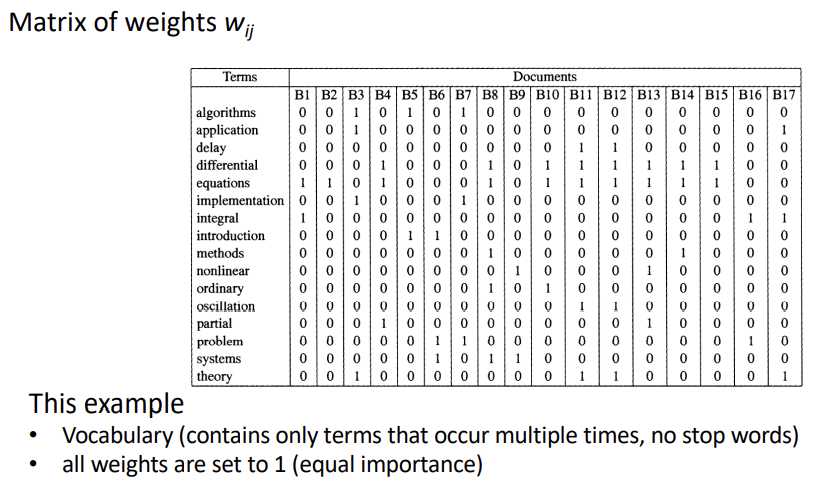 Matrix of weights wij
Terms Documents
B1 B2 B3 B4 B5 B6 B7 B8 B9 B10 B11 B12 B13 B14 B15 B16 B17
algorithms 0 0 1 0 1 0 1 0 0 0 0 0 0 0 0 0 0
application 0 0 1 0 0 0 0 0 0 0 0 0 0 0 0 0 1
delay 0 0 0 0 0 0 0 0 0 0 1 1 0 0 0 0 0
differential 0 0 0 1 0 0 0 1 0 1 1 1 1 1 1 0 0
equations 1 1 0 1 0 0 0 1 0 1 1 1 1 1 1 0 0
implementation 0 0 1 0 0 0 1 0 0 0 0 0 0 0 0 0 0
integral 1 0 0 0 0 0 0 0 0 0 0 0 0 0 0 1 1
introduction 0 0 0 0 1 1 0 0 0 0 0 0 0 0 0 0 0
methods 0 0 0 0 0 0 0 1 0 0 0 0 0 1 0 0 0
nonlinear 0 0 0 0 0 0 0 0 1 0 0 0 1 0 0 0 0
ordinary 0 0 0 0 0 0 0 1 0 1 0 0 0 0 0 0 0
oscillation 0 0 0 0 0 0 0 0 0 0 1 1 0 0 0 0 0
partial 0 0 0 1 0 0 0 0 0 0 0 0 1 0 0 0 0
problem 0 0 0 0 0 1 1 0 0 0 0 0 0 0 0 1 0
systems 0 0 0 0 0 1 0 1 1 0 0 0 0 0 0 0 0
theory 0 0 1 0 0 0 0 0 0 0 1 1 0 0 0 0 1
This example
• Vocabulary (contains only terms that occur multiple times, no stop words)
• all weights are set to 1 (equal importance)